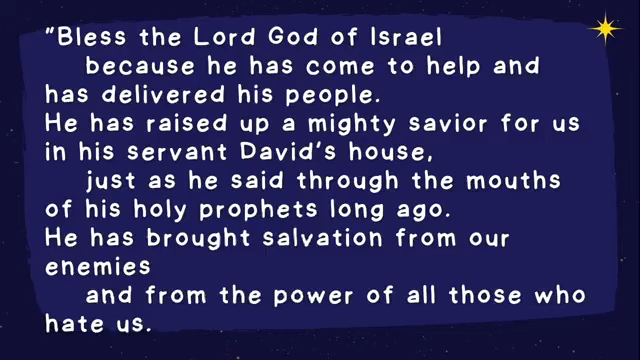 "Bless the Lord God of Israel
because he has come to help and
has delivered his people.
He has raised up a mighty savior for us
in his servant David's house,
just as he said through the mouths
of his holy prophets long ago.
He has brought salvation from our
enemies
and from the power of all those who
hate us.